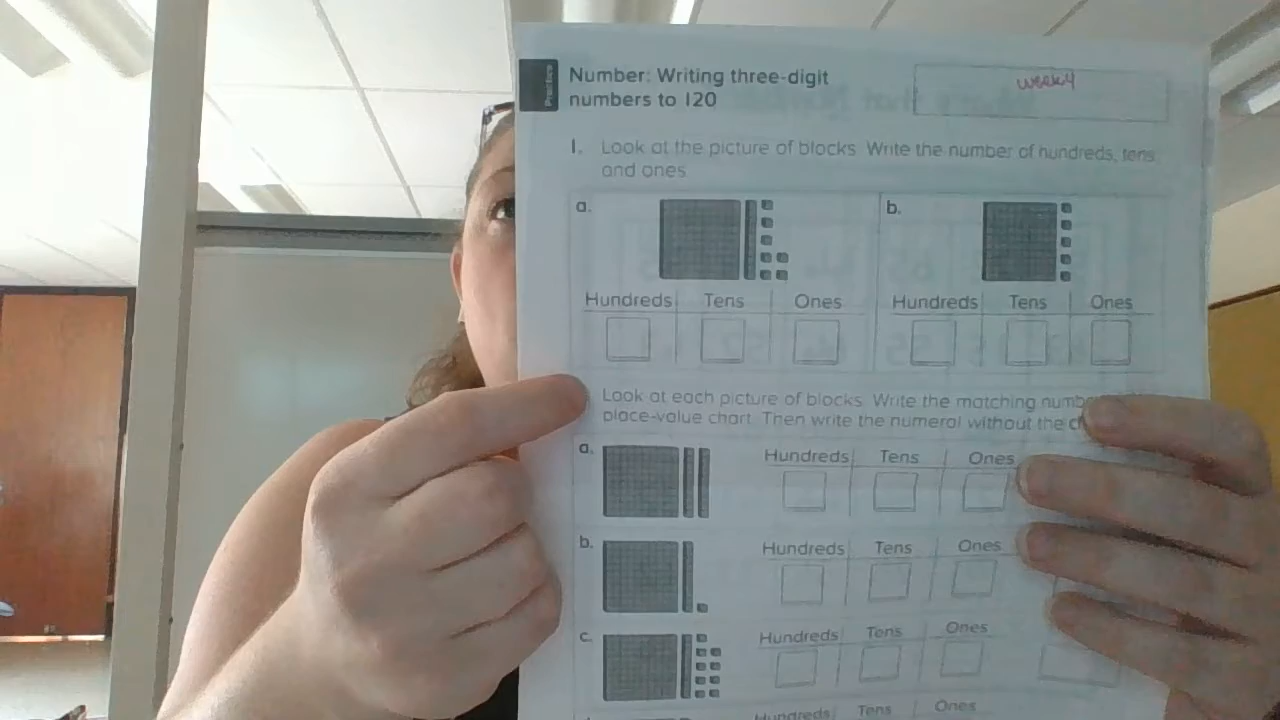 Practice
Number: Writing three-digit
numbers to 120
week 4
1. Look at the picture of blocks. Write the number of hundreds, tens,
and ones.
a.
b.
Hundreds Tens Ones
Hundreds Tens Ones
Look at each picture of blocks. Write the matching
place-value chart. Then write the numeral without the
a.
Hundreds Tens Ones
b.
Hundreds Tens Ones
c.
Hundreds Tens Ones
Hundreds Tens Ones